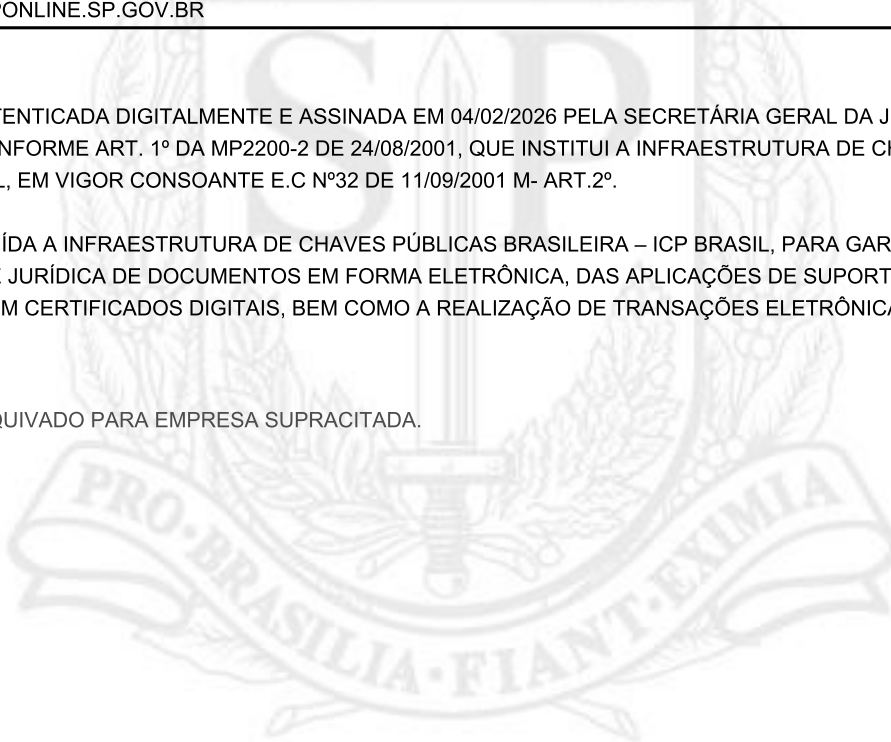 PONLINE.SP.GOV.BR
TENTICADA DIGITALMENTE E ASSINADA EM 04/02/2026 PELA SECRETÁRIA GERAL DA J
NFORME ART. 1º DA MP2200-2 DE 24/08/2001, QUE INSTITUI A INFRAESTRUTURA DE CH
L, EM VIGOR CONSOANTE E.C Nº32 DE 11/09/2001 M- ART.2º.
ÍDA A INFRAESTRUTURA DE CHAVES PÚBLICAS BRASILEIRA – ICP BRASIL, PARA GAR
E JURÍDICA DE DOCUMENTOS EM FORMA ELETRÔNICA, DAS APLICAÇÕES DE SUPORT
M CERTIFICADOS DIGITAIS, BEM COMO A REALIZAÇÃO DE TRANSAÇÕES ELETRÔNICA
QUIVADO PARA EMPRESA SUPRACITADA.
SP
PRO·BRASILIA·FIANT·EXIMIA